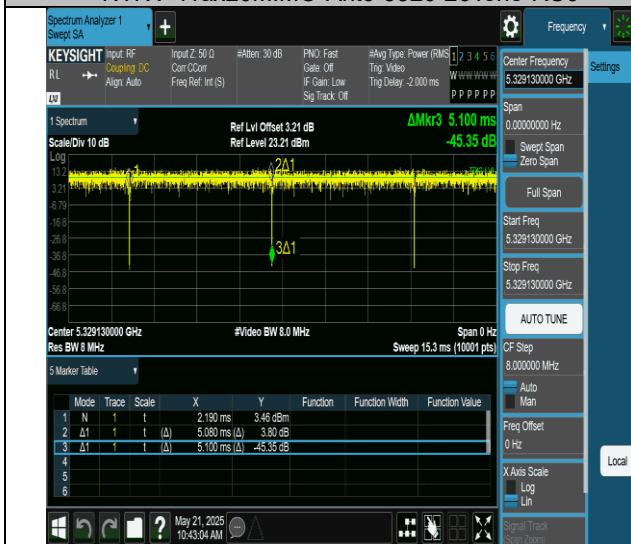 Spectrum Analyzer 1
Swept SA
Frequency
KEYSIGHT
RL
LXI
Input: RF
Coupling: DC
Align: Auto
Input Z: 50 Ω
Corr CCorr
Freq Ref: Int (S)
#Atten: 30 dB
PNO: Fast
Gate: Off
IF Gain: Low
Sig Track: Off
#Avg Type: Power (RMS
Trig: Video
Trig Delay: -2.000 ms
1 2 3 4 5 6
W W W W W W
P P P P P P
Center Frequency
5.329130000 GHz
Settings
1 Spectrum
Scale/Div 10 dB
Ref Lvl Offset 3.21 dB
Ref Level 23.21 dBm
ΔMkr3 5.100 ms
-45.35 dB
Span
0.00000000 Hz
Swept Span
Zero Span
Full Span
Start Freq
5.329130000 GHz
Stop Freq
5.329130000 GHz
AUTO TUNE
CF Step
8.000000 MHz
Auto
Man
Freq Offset
0 Hz
X Axis Scale
Log
Lin
Signal Track
(Span Zoom)
Local
Log
13.2
3.21
-6.79
-16.8
-26.8
-36.8
-46.8
-56.8
-66.8
1
2Δ1
3Δ1
Center 5.329130000 GHz
#Video BW 8.0 MHz
Span 0 Hz
Res BW 8 MHz
Sweep 15.3 ms (10001 pts)
5 Marker Table
Mode Trace Scale X Y Function Function Width Function Value
1 N 1 t 2.190 ms 3.46 dBm
2 Δ1 1 t (Δ) 5.080 ms (Δ) 3.80 dB
3 Δ1 1 t (Δ) 5.100 ms (Δ) -45.35 dB
4
5
6
May 21, 2025
10:43:04 AM